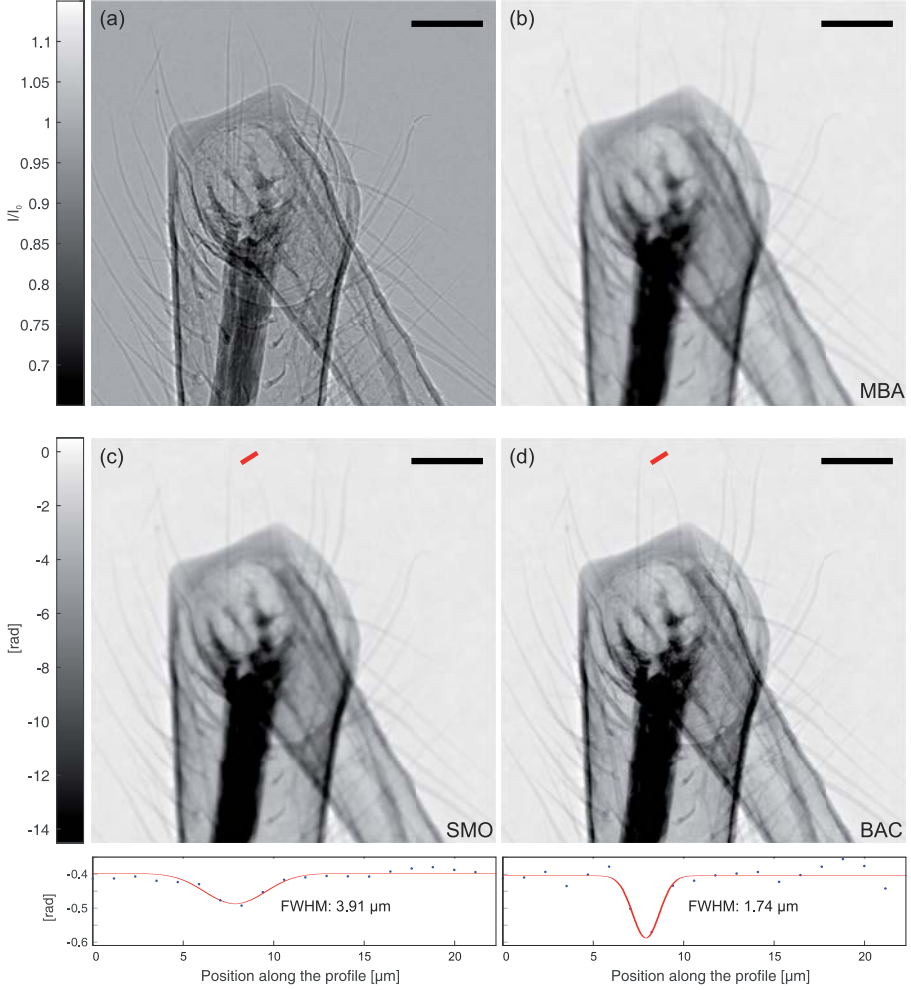 (a)
(b)
1.1
1.05
1
0.95
0.9
0.85
0.8
0.75
0.7
I/I₀
MBA
(c)
(d)
0
-2
-4
-6
-8
-10
-12
-14
[rad]
SMO
BAC
-0.4
-0.5
-0.6
[rad]
FWHM: 3.91 µm
FWHM: 1.74 µm
0 5 10 15 20
0 5 10 15 20
Position along the profile [µm]
Position along the profile [µm]